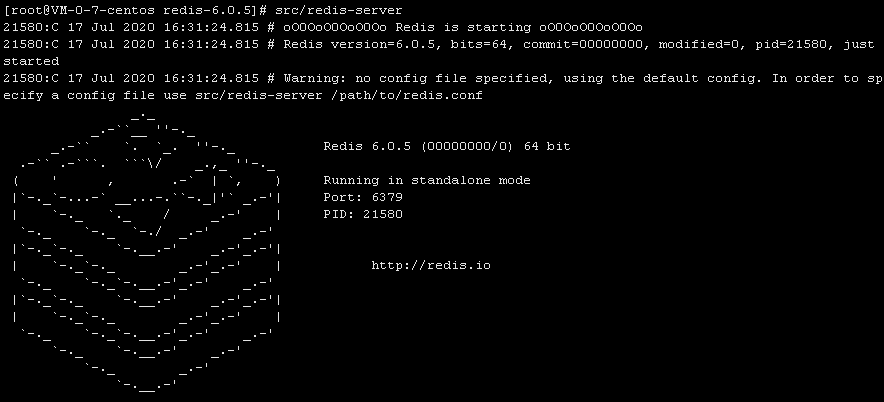 [root@VM-0-7-centos redis-6.0.5]# src/redis-server
21580:C 17 Jul 2020 16:31:24.815 # oO0OoO0OoO0Oo Redis is starting oO0OoO0OoO0Oo
21580:C 17 Jul 2020 16:31:24.815 # Redis version=6.0.5, bits=64, commit=00000000, modified=0, pid=21580, just
started
21580:C 17 Jul 2020 16:31:24.815 # Warning: no config file specified, using the default config. In order to sp
ecify a config file use src/redis-server /path/to/redis.conf
Redis 6.0.5 (00000000/0) 64 bit
Running in standalone mode
Port: 6379
PID: 21580
http://redis.io